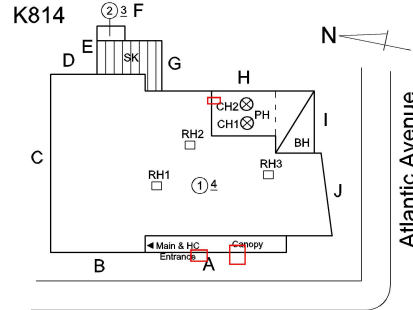 K814
2 3 F
N
D
E
SK
G
H
CH2
PH
CH1
I
BH
RH2
C
RH1
RH3
1 4
J
Main & HC
Entrance
Canopy
B
A
Atlantic Avenue